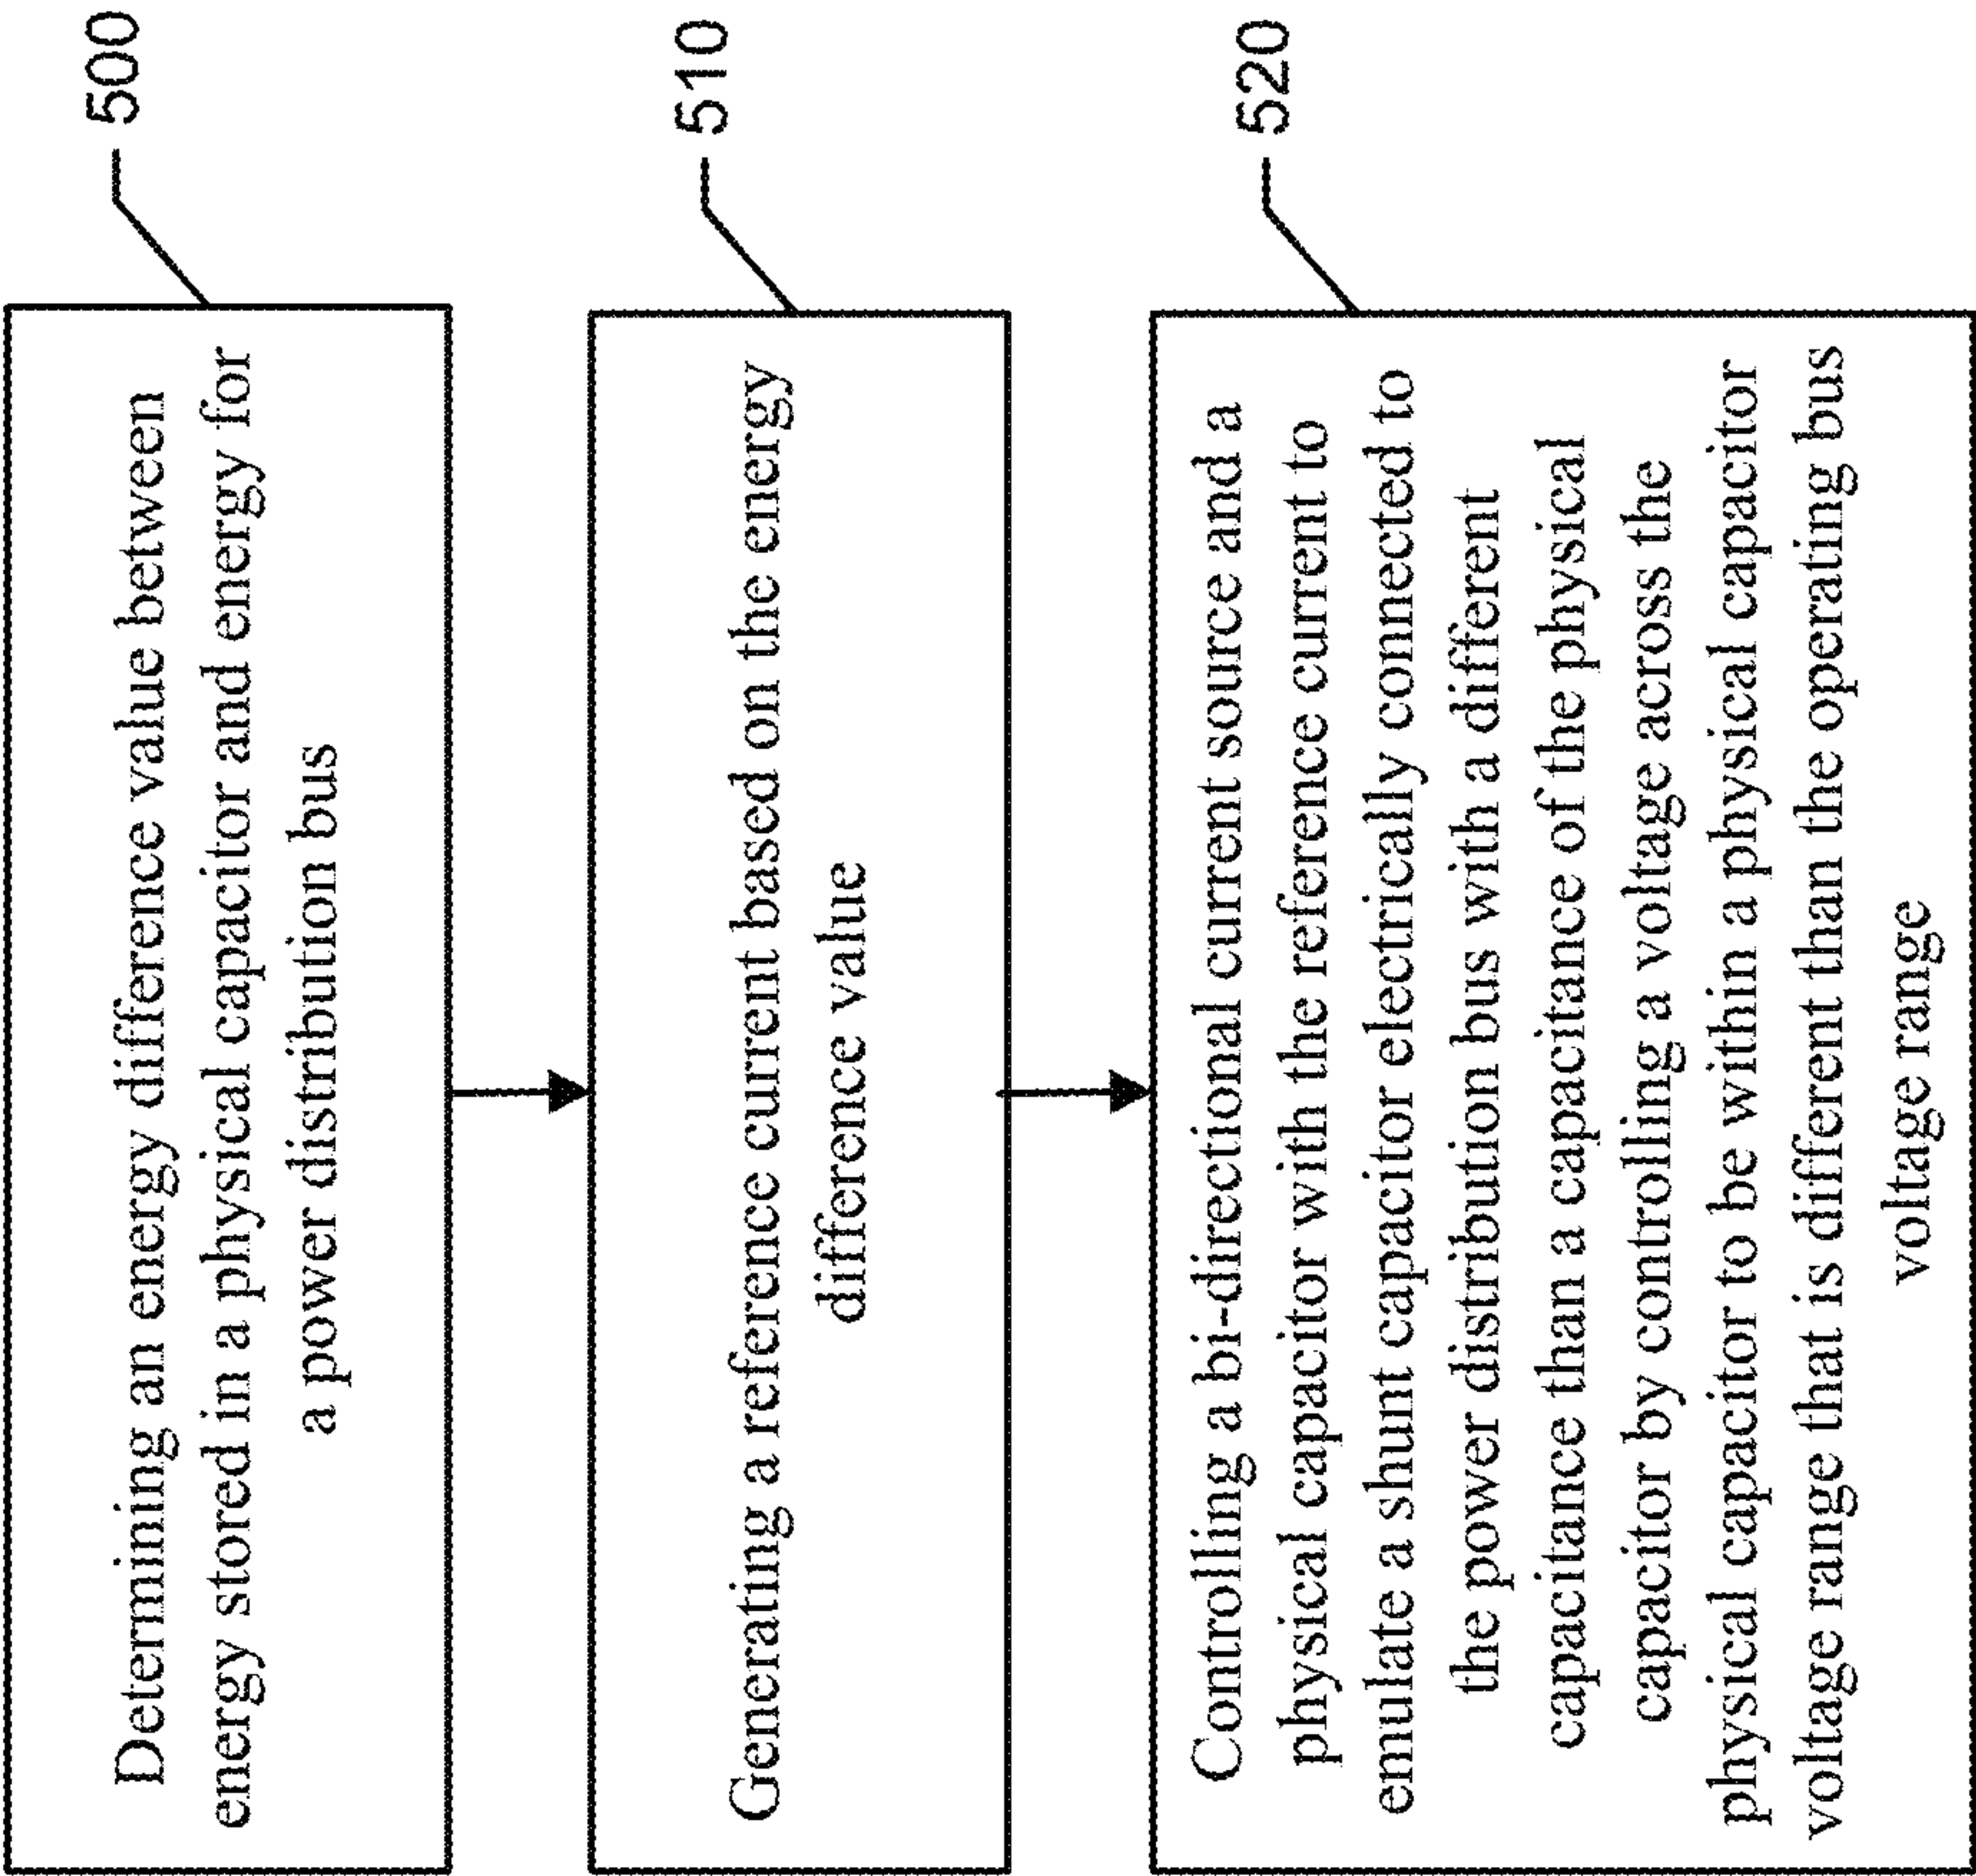 Determining an energy difference value between
energy stored in a physical capacitor and energy for
a power distribution bus
500
Generating a reference current based on the energy
difference value
510
Controlling a bi-directional current source and a
physical capacitor with the reference current to
emulate a shunt capacitor electrically connected to
the power distribution bus with a different
capacitance than a capacitance of the physical
capacitor by controlling a voltage across the
physical capacitor to be within a physical capacitor
voltage range that is different than the operating bus
voltage range
520